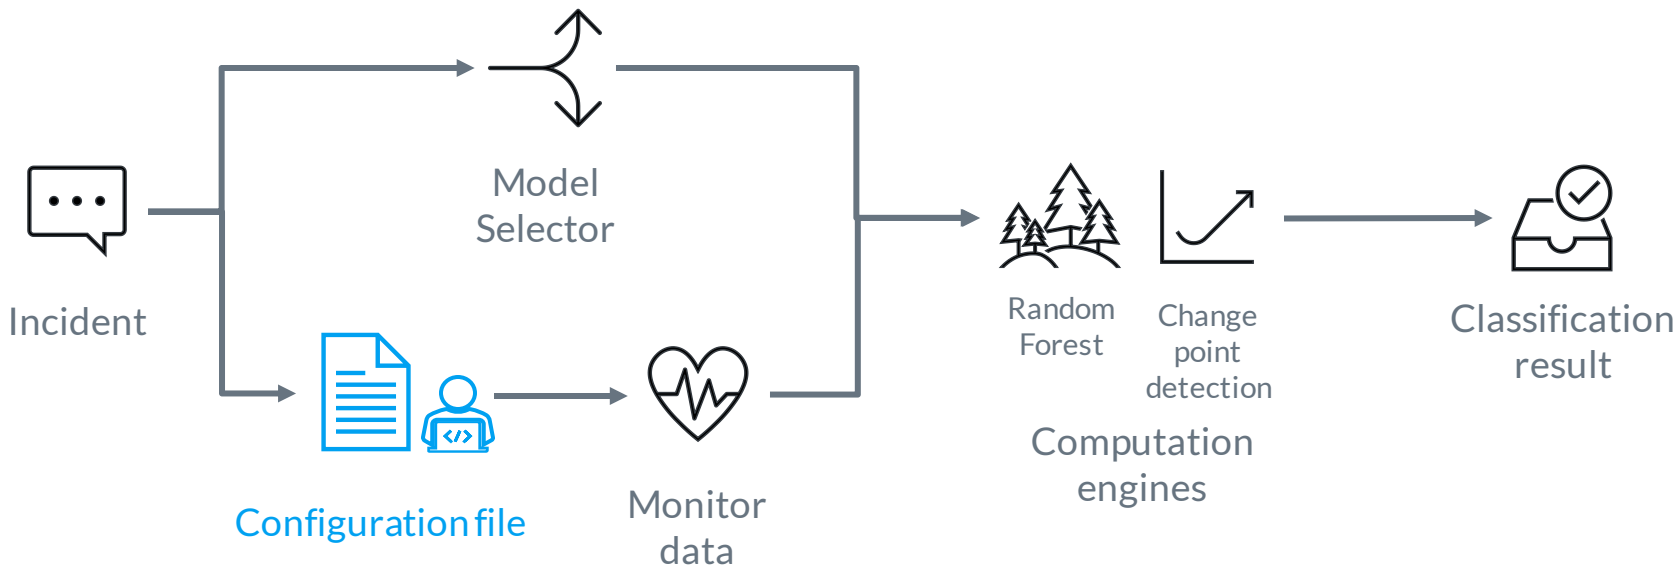 Model
Selector
Incident
Configuration file
Monitor
data
Random
Forest
Change
point
detection
Computation
engines
Classification
result